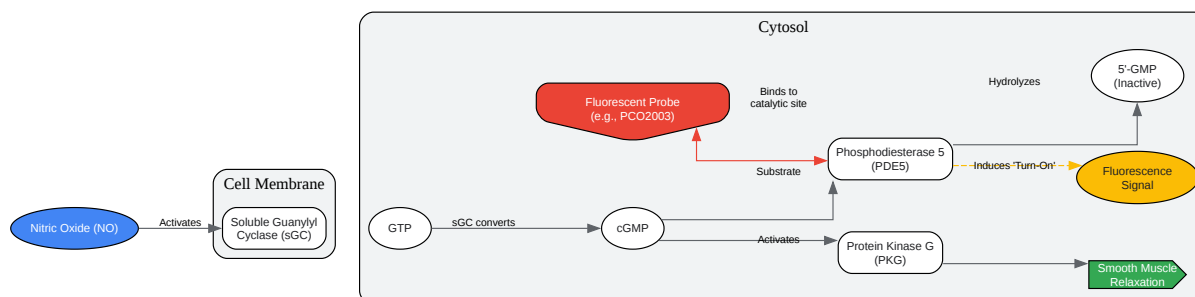 Cytosol
5'-GMP
(Inactive)
Hydrolyzes
Binds to
catalytic site
Fluorescent Probe
(e.g., PCO2003)
Phosphodiesterase 5
(PDE5)
Substrate
Induces 'Turn-On'
Fluorescence
Signal
Cell Membrane
Nitric Oxide (NO)
Activates
Soluble Guanylyl
Cyclase (sGC)
GTP
sGC converts
cGMP
Activates
Protein Kinase G
(PKG)
Smooth Muscle
Relaxation